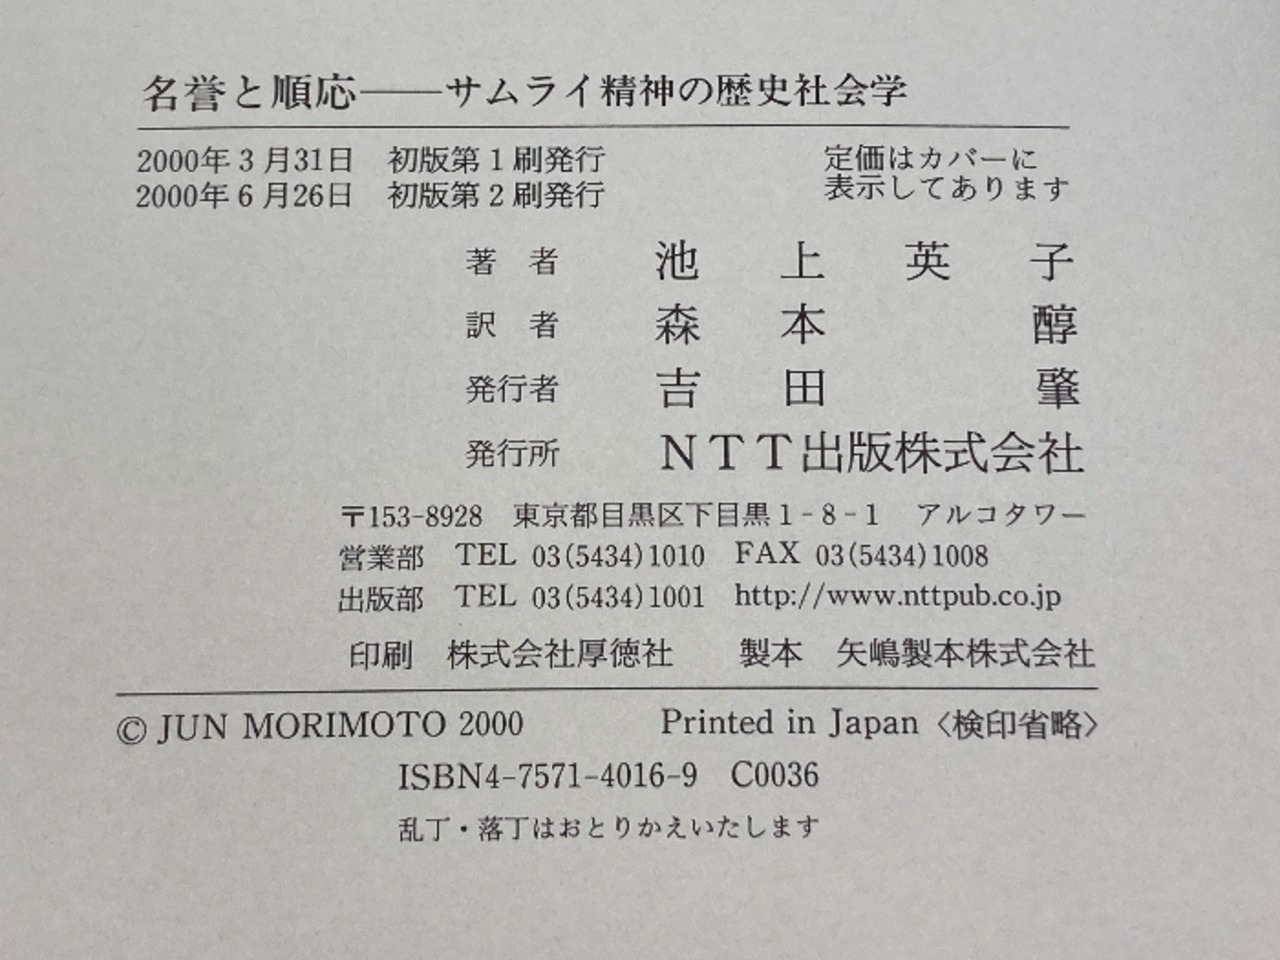 名誉と順応――サムライ精神の歴史社会学
2000年3月31日　初版第1刷発行　定価はカバーに
2000年6月26日　初版第2刷発行　表示してあります
著　者　池上英子
訳　者　森本　醇
発行者　吉田　肇
発行所　NTT出版株式会社
〒153-8928　東京都目黒区下目黒1-8-1　アルコタワー
営業部　TEL 03(5434)1010　FAX 03(5434)1008
出版部　TEL 03(5434)1001　http://www.nttpub.co.jp
印刷　株式会社厚徳社　製本　矢嶋製本株式会社
© JUN MORIMOTO 2000　Printed in Japan 〈検印省略〉
ISBN4-7571-4016-9　C0036
乱丁・落丁はおとりかえいたします